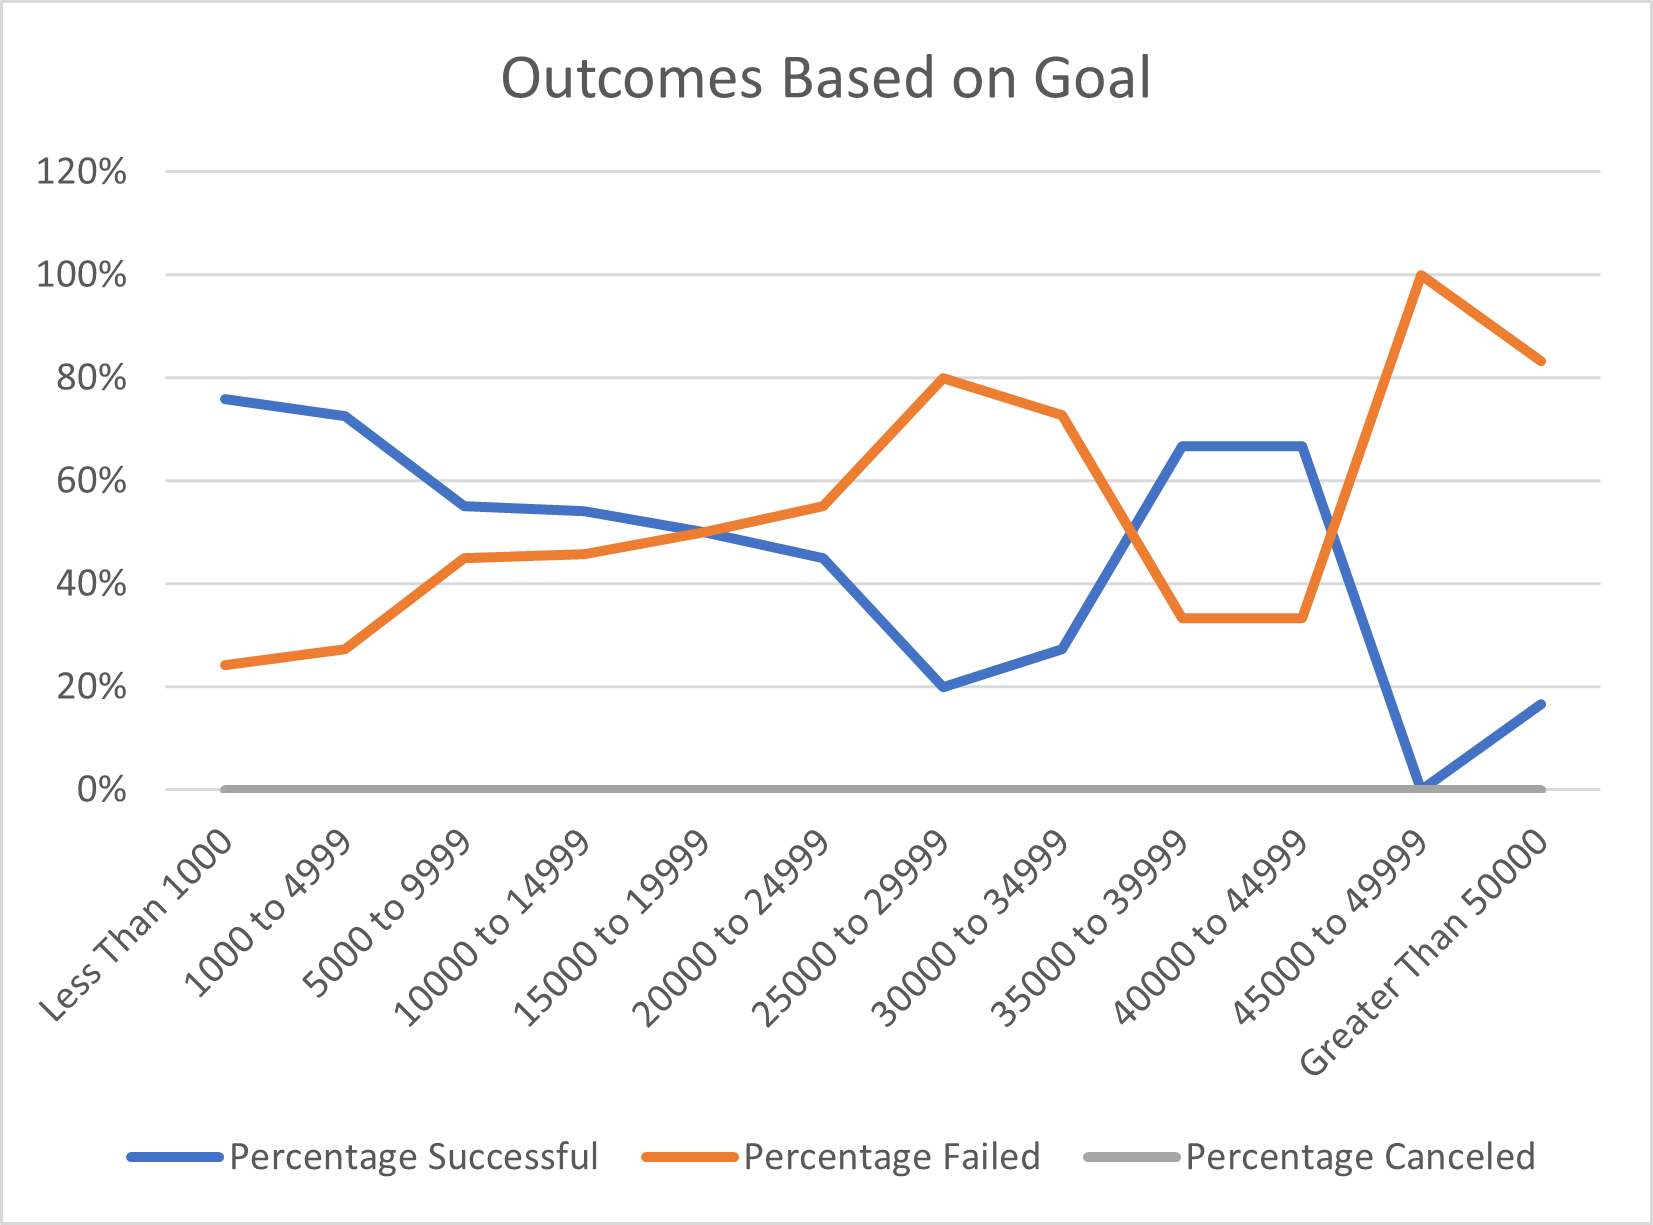 Outcomes Based on Goal
120%
100%
80%
60%
40%
20%
0%
Less Than 1000
1000 to 4999
5000 to 9999
10000 to 14999
15000 to 19999
20000 to 24999
25000 to 29999
30000 to 34999
35000 to 39999
40000 to 44999
45000 to 49999
Greater Than 50000
Percentage Successful
Percentage Failed
Percentage Canceled